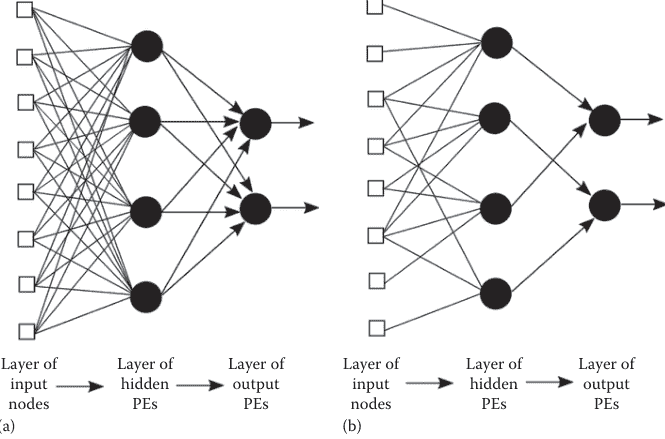 Layer of
input
nodes
Layer of
hidden
PEs
Layer of
output
PEs
(a)
Layer of
input
nodes
Layer of
hidden
PEs
Layer of
output
PEs
(b)